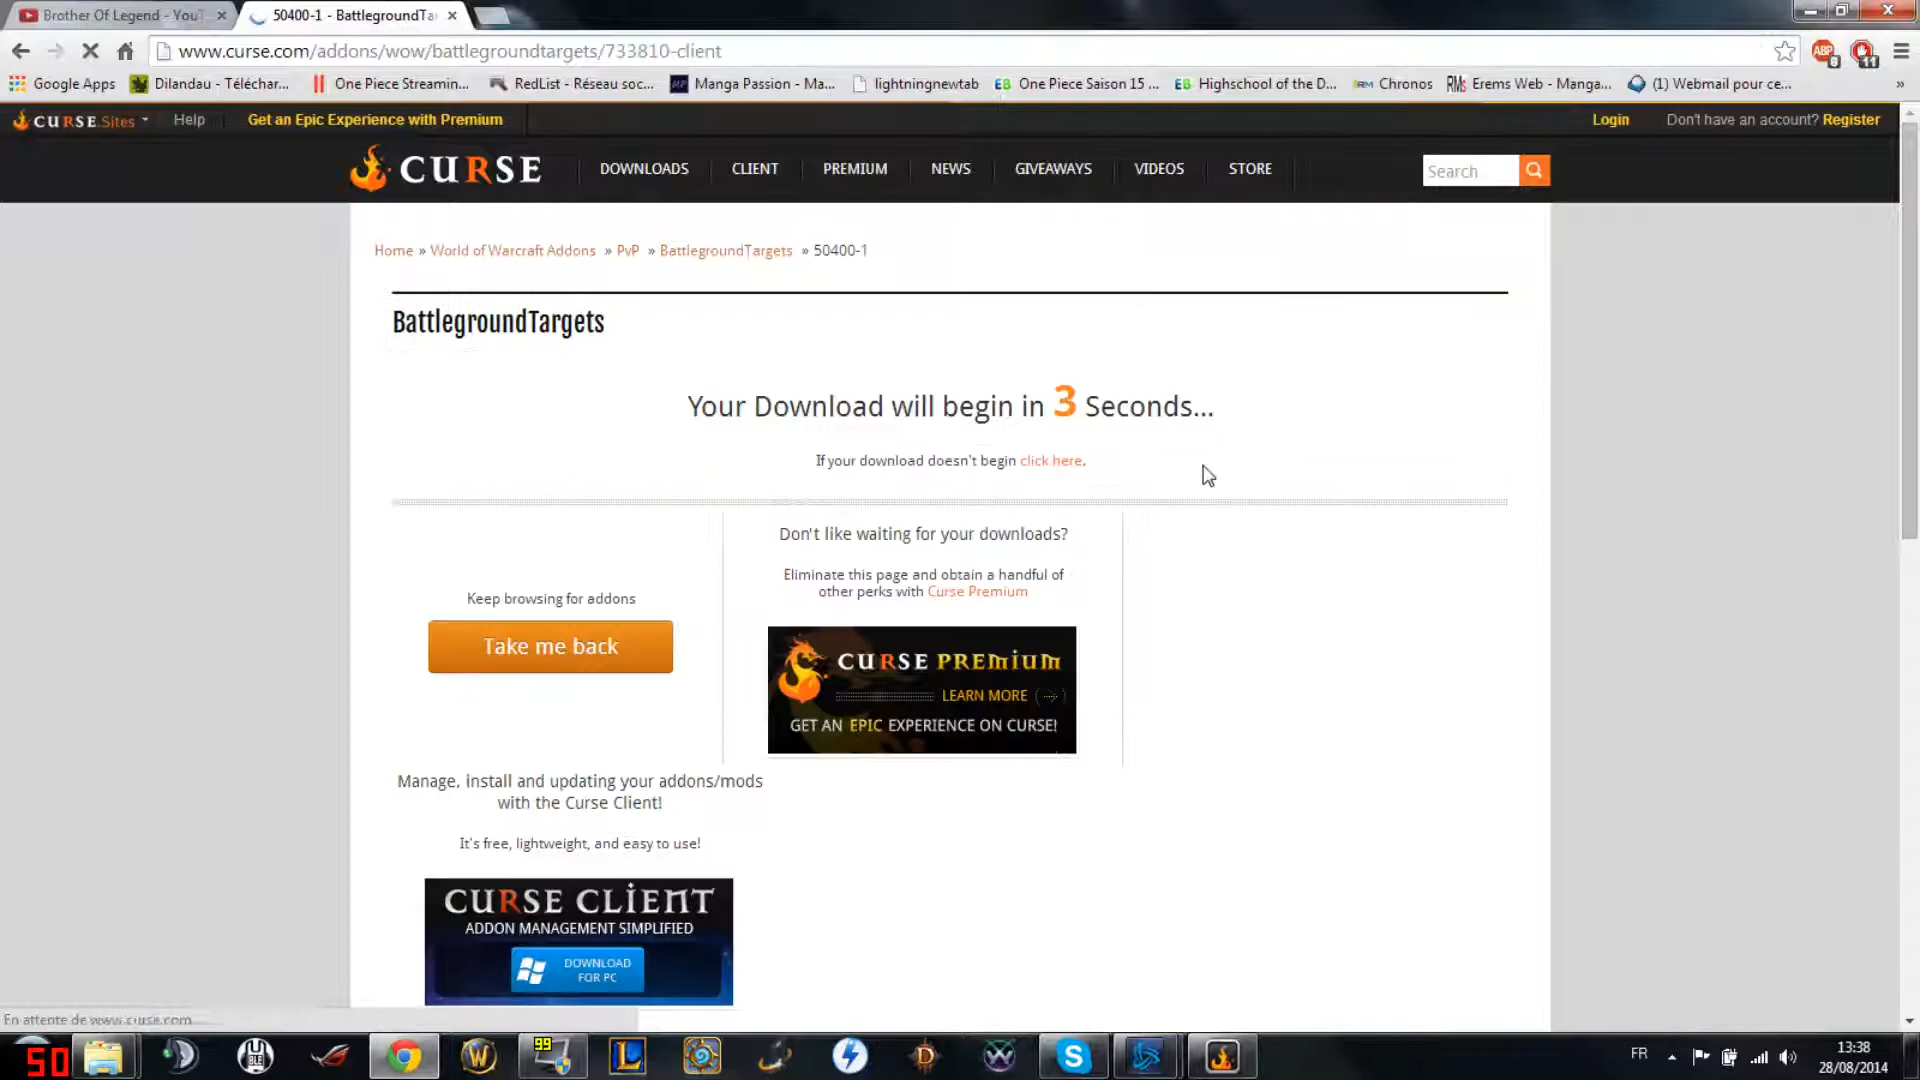 Brother Of Legend - YouT
50400-1 - BattlegroundTa
www.curse.com/addons/wow/battlegroundtargets/733810-client
ABP
8
11
Google Apps
Dilandau - Téléchar...
One Piece Streamin...
RedList - Réseau soc...
Manga Passion - Ma...
lightningnewtab
One Piece Saison 15 ...
Highschool of the D...
Chronos
Erems Web - Manga...
(1) Webmail pour ce...
»
CURSE.Sites
Help
Get an Epic Experience with Premium
Login
Don't have an account? Register
CURSE
DOWNLOADS
CLIENT
PREMIUM
NEWS
GIVEAWAYS
VIDEOS
STORE
Search
Home » World of Warcraft Addons » PvP » BattlegroundTargets » 50400-1
BattlegroundTargets
Your Download will begin in 3 Seconds...
If your download doesn't begin click here.
Keep browsing for addons
Take me back
Don't like waiting for your downloads?
Eliminate this page and obtain a handful of
other perks with Curse Premium
CURSE PREMIUM
LEARN MORE
GET AN EPIC EXPERIENCE ON CURSE!
Manage, install and updating your addons/mods
with the Curse Client!
It's free, lightweight, and easy to use!
CURSE CLIENT
ADDON MANAGEMENT SIMPLIFIED
DOWNLOAD
FOR PC
En attente de www.curse.com...
50
99
FR
13:38
28/08/2014